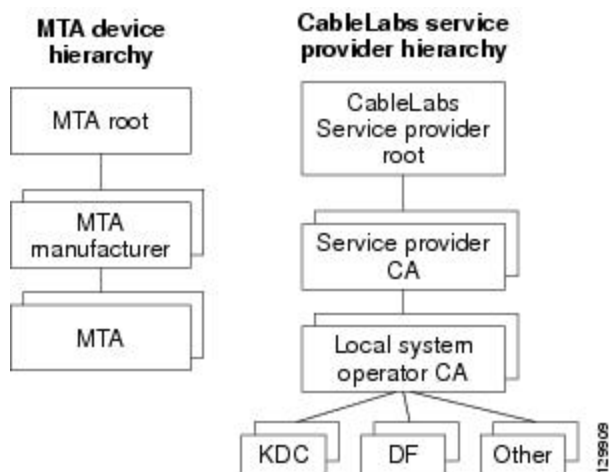 MTA device
hierarchy
MTA root
MTA
manufacturer
MTA
CableLabs service
provider hierarchy
CableLabs
Service provider
root
Service provider
CA
Local system
operator CA
KDC
DF
Other